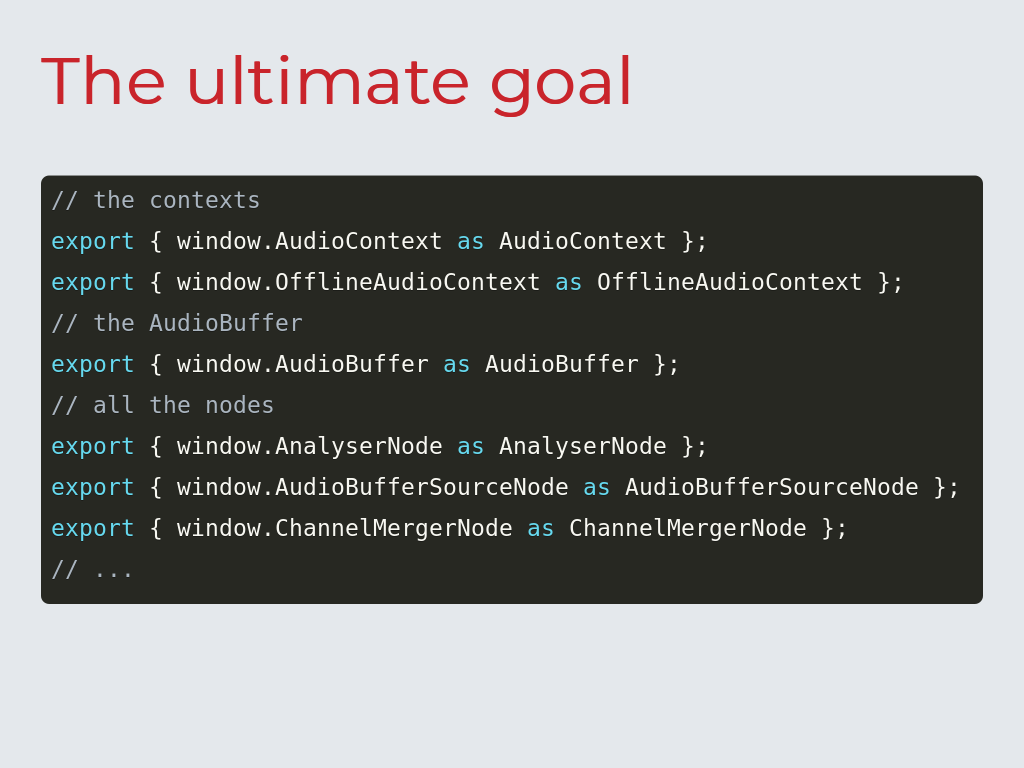 The ultimate goal
// the contexts
export { window.AudioContext as AudioContext };
export { window.OfflineAudioContext as OfflineAudioContext };
// the AudioBuffer
export { window.AudioBuffer as AudioBuffer };
// all the nodes
export { window.AnalyserNode as AnalyserNode };
export { window.AudioBufferSourceNode as AudioBufferSourceNode };
export { window.ChannelMergerNode as ChannelMergerNode };
// ...